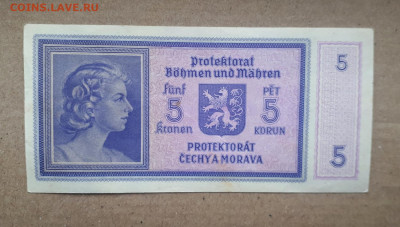 COINS.LAVE.RU
Protektorat
Böhmen und Mähren
fünf 5 PĚT 5
kronen KORUN
5
PROTEKTORÁT
ČECHY A MORAVA
5